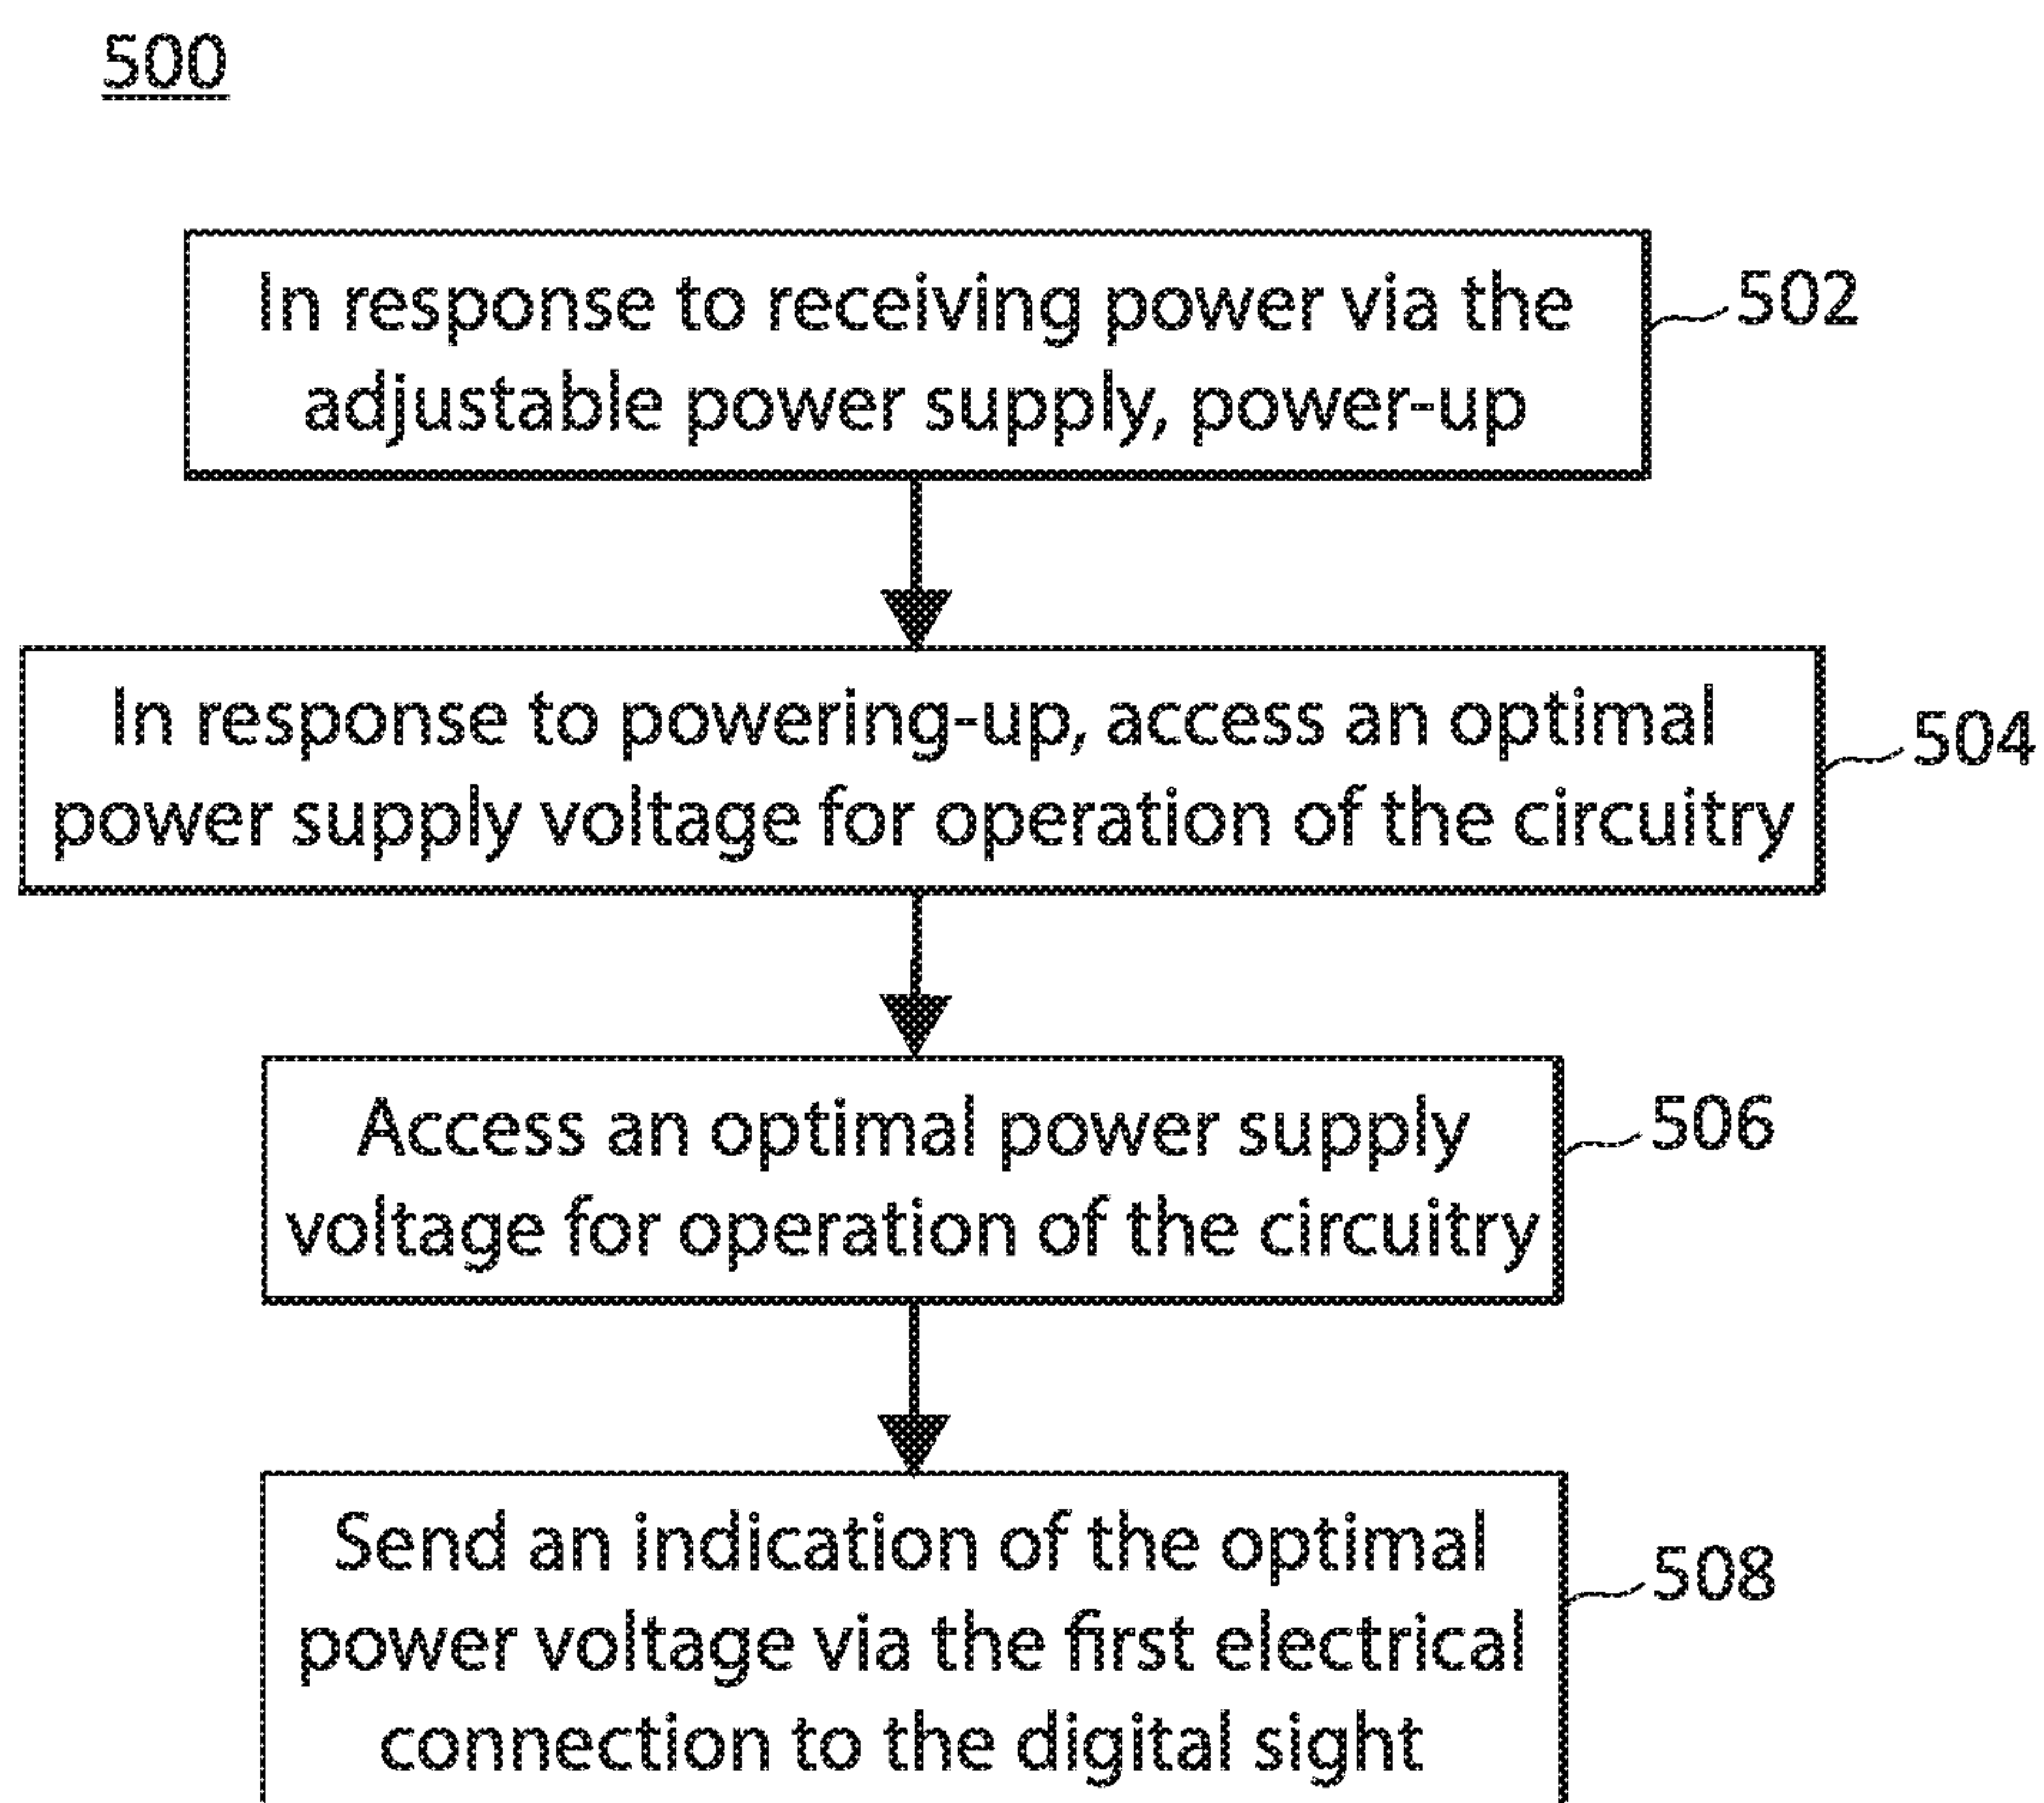 500
In response to receiving power via the
adjustable power supply, power-up
502
In response to powering-up, access an optimal
power supply voltage for operation of the circuitry
504
Access an optimal power supply
voltage for operation of the circuitry
506
Send an indication of the optimal
power voltage via the first electrical
connection to the digital sight
508